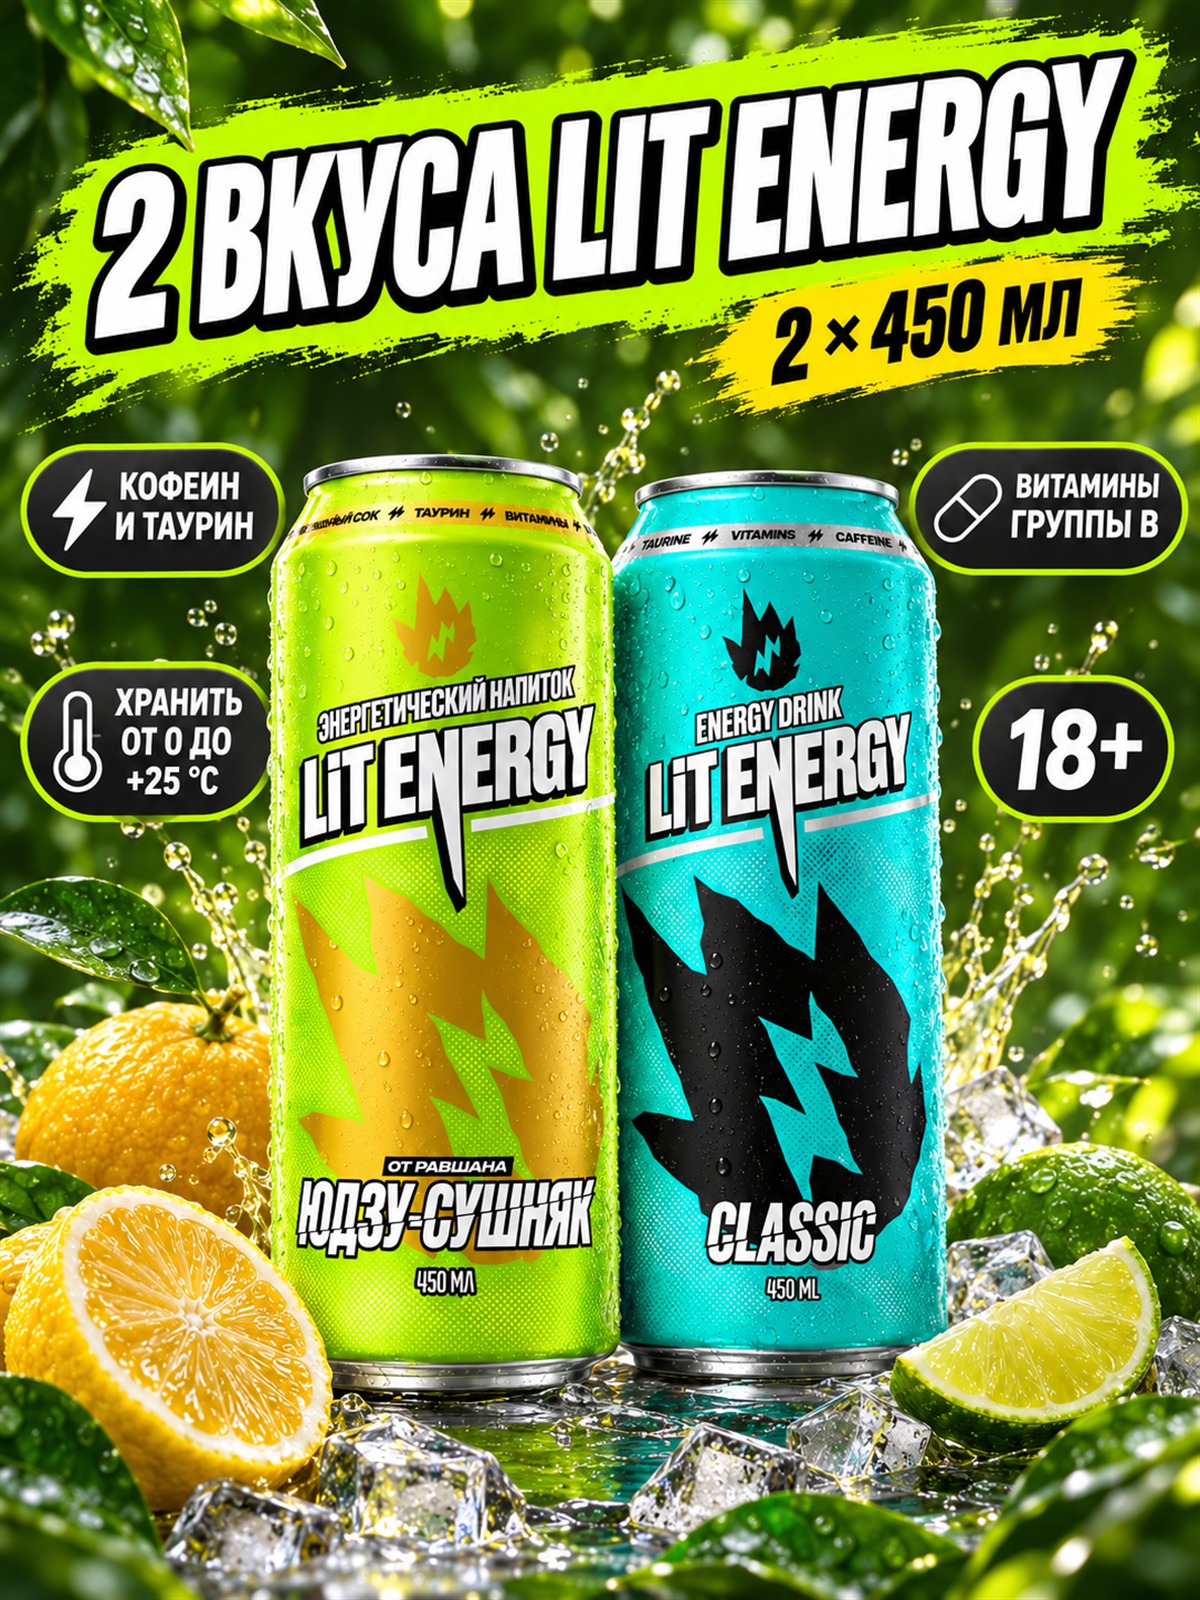 2 ВКУСА LIT ENERGY
2 × 450 МЛ
КОФЕИН
И ТАУРИН
ВИТАМИНЫ
ГРУППЫ В
ХРАНИТЬ
ОТ 0 ДО
+25 °C
18+
СОК ТАУРИН ВИТАМИНЫ
ЭНЕРГЕТИЧЕСКИЙ НАПИТОК
LiT ENERGY
ОТ РАВШАНА
ЮДЗУ-СУШНЯК
450 МЛ
TAURINE VITAMINS CAFFEINE
ENERGY DRINK
LiT ENERGY
CLASSIC
450 ML